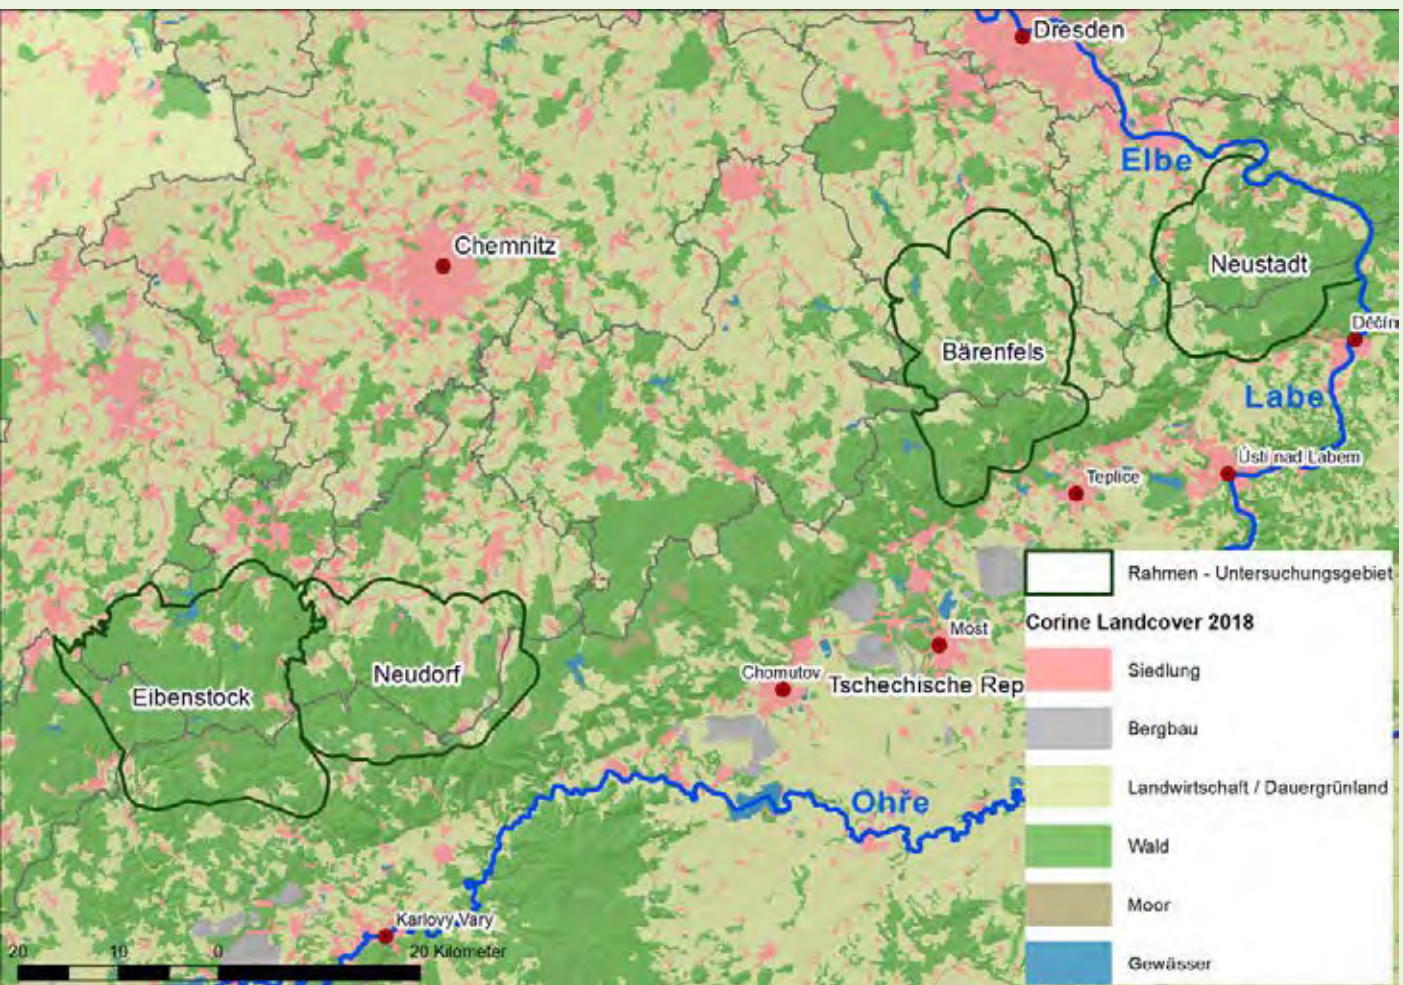 Dresden
Elbe
Chemnitz
Neustadt
Děčín
Bärenfels
Labe
Ústí nad Labem
Teplice
Rahmen - Untersuchungsgebiet
Corine Landcover 2018
Most
Siedlung
Neudorf
Chomutov
Tschechische Rep
Eibenstock
Bergbau
Landwirtschaft / Dauergrünland
Ohře
Wald
Moor
Karlovy Vary
20 10 0 20 Kilometer
Gewässer